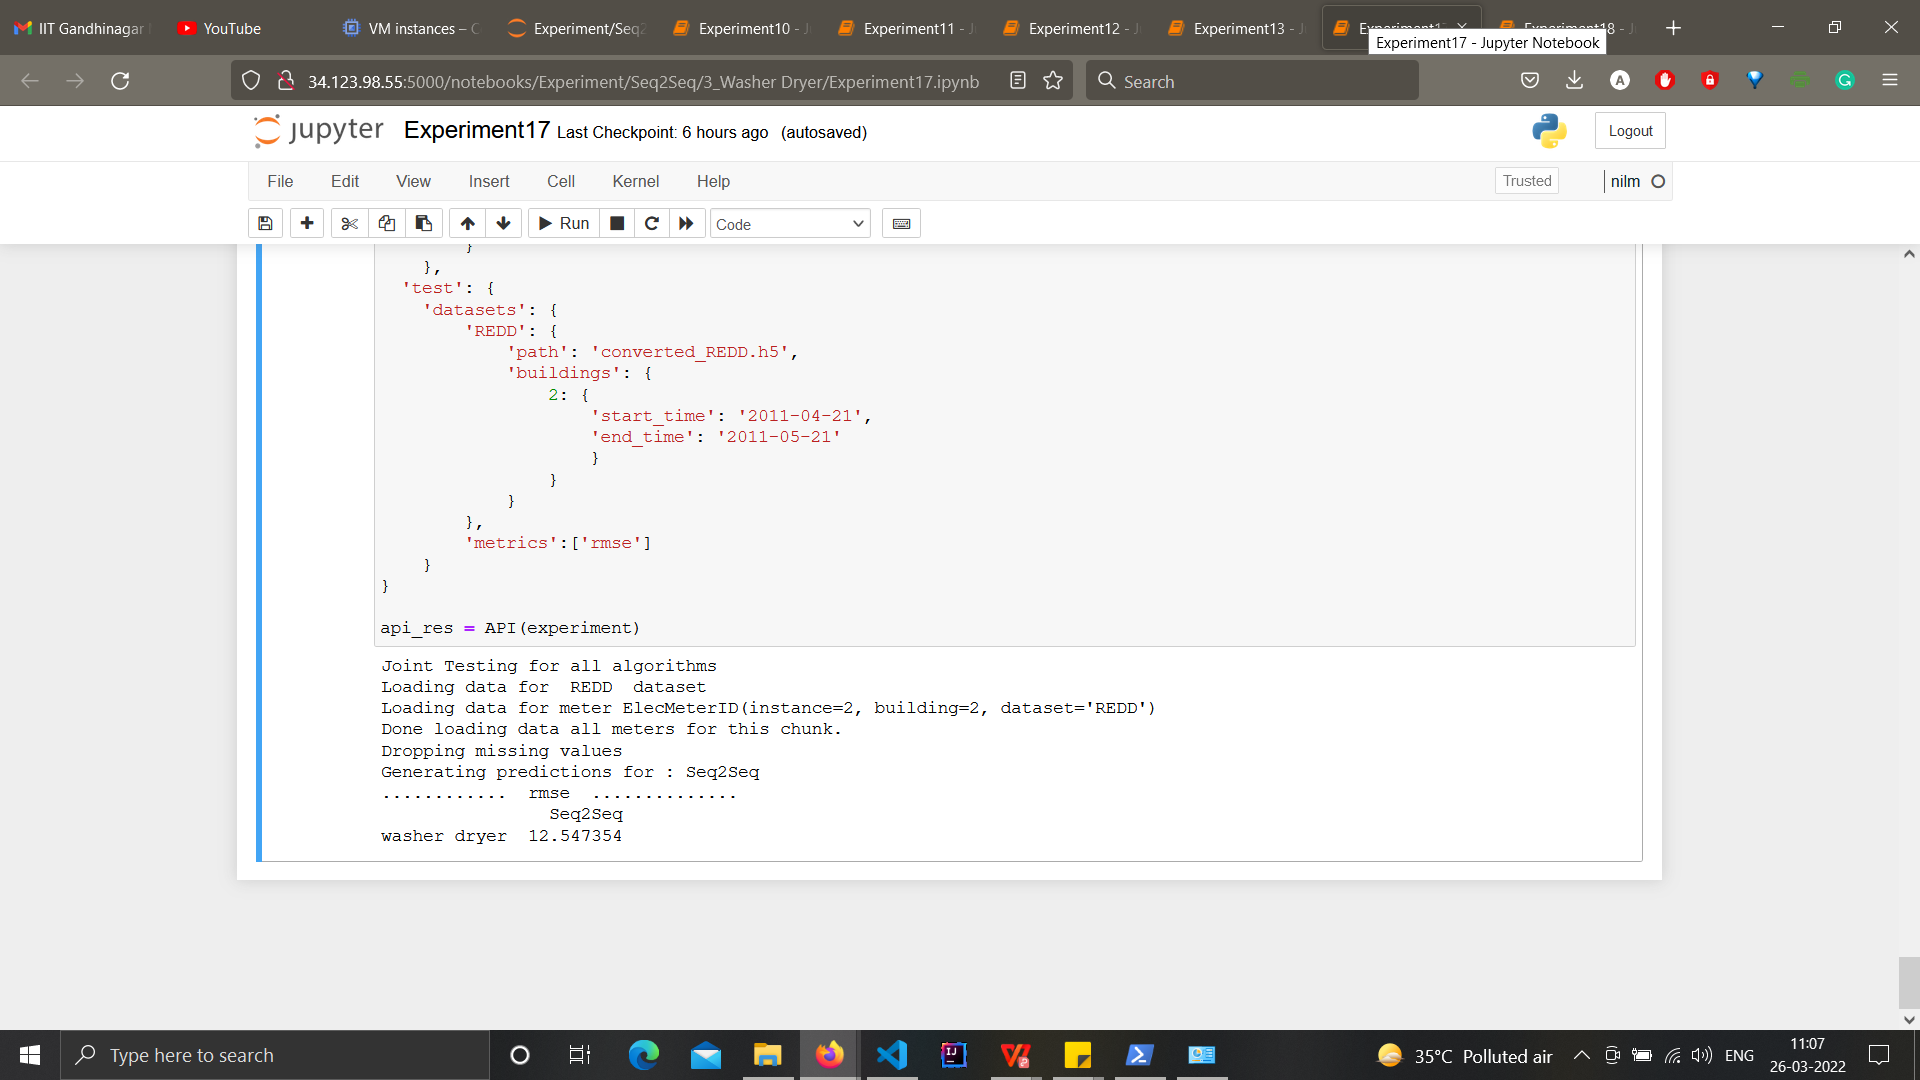 IIT Gandhinagar
YouTube
VM instances – C
Experiment/Seq2
Experiment10 - J
Experiment11 - J
Experiment12 - J
Experiment13 - J
Experiment18 - J
Experiment17 - Jupyter Notebook
34.123.98.55:5000/notebooks/Experiment/Seq2Seq/3_Washer Dryer/Experiment17.ipynb
Search
jupyter Experiment17 Last Checkpoint: 6 hours ago (autosaved)
Logout
File Edit View Insert Cell Kernel Help
Trusted
nilm
Run
Code
}
},
'test': {
'datasets': {
'REDD': {
'path': 'converted_REDD.h5',
'buildings': {
2: {
'start_time': '2011-04-21',
'end_time': '2011-05-21'
}
}
}
},
'metrics':['rmse']
}
}
api_res = API(experiment)
Joint Testing for all algorithms
Loading data for  REDD  dataset
Loading data for meter ElecMeterID(instance=2, building=2, dataset='REDD')
Done loading data all meters for this chunk.
Dropping missing values
Generating predictions for : Seq2Seq
............  rmse  ..............
Seq2Seq
washer dryer  12.547354
Type here to search
35°C Polluted air
ENG
11:07
26-03-2022